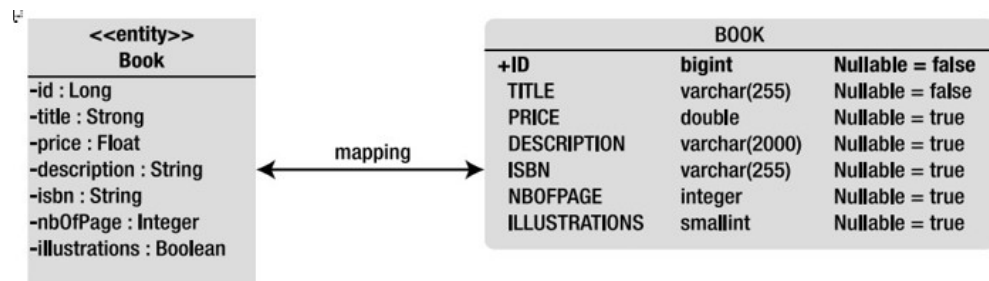 <<entity>>
Book
-id : Long
-title : Strong
-price : Float
-description : String
-isbn : String
-nbOfPage : Integer
-illustrations : Boolean
mapping
BOOK
+ID bigint Nullable = false
TITLE varchar(255) Nullable = false
PRICE double Nullable = true
DESCRIPTION varchar(2000) Nullable = true
ISBN varchar(255) Nullable = true
NBOFPAGE integer Nullable = true
ILLUSTRATIONS smallint Nullable = true